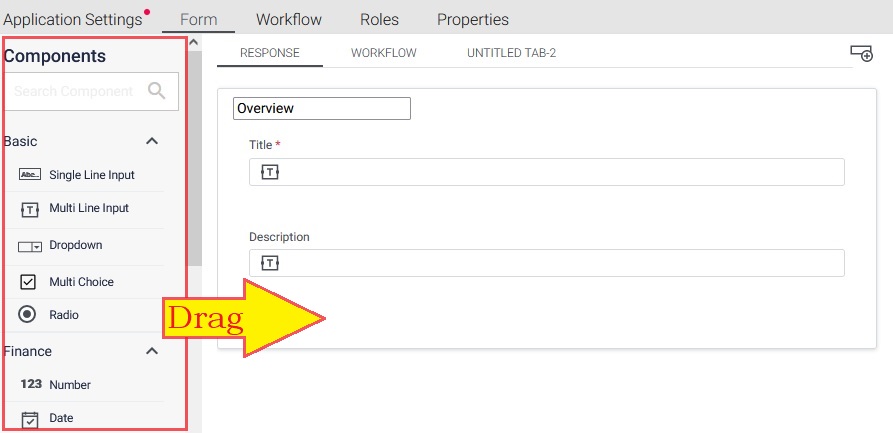 Application Settings Form Workflow Roles Properties
Components
Search Component
Basic
Abc..
Single Line Input
T
Multi Line Input
Dropdown
Multi Choice
Radio
Finance
123 Number
Date
RESPONSE WORKFLOW UNTITLED TAB-2
Overview
Title *
T
Description
T
Drag